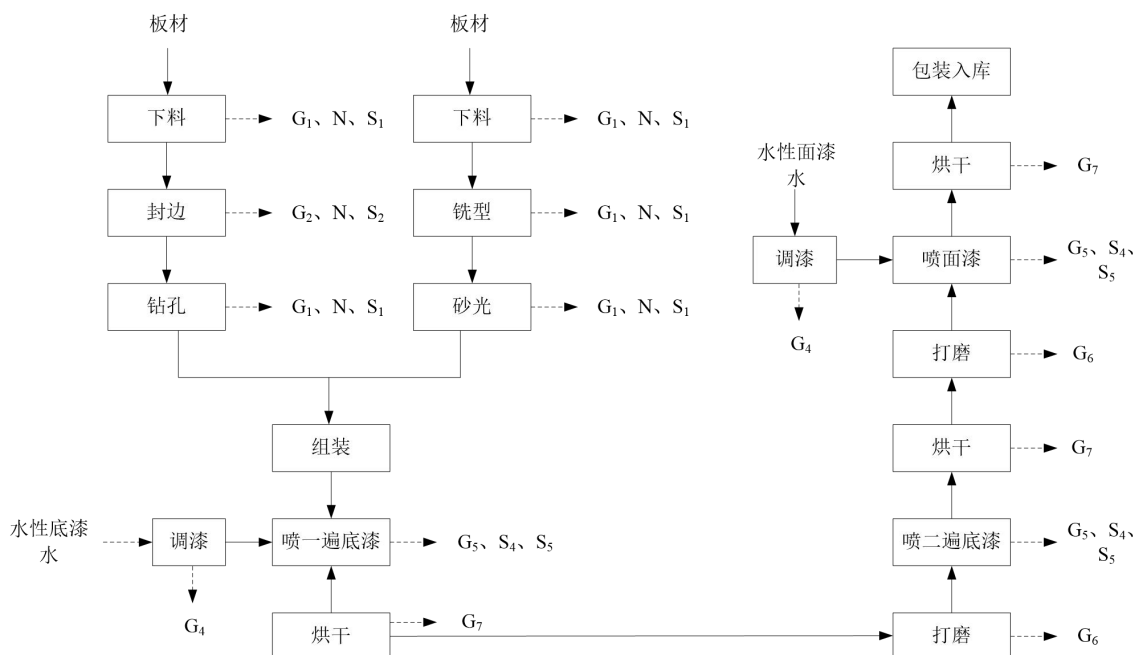 板材
板材
包装入库
下料
G₁、N、S₁
下料
G₁、N、S₁
水性面漆
水
烘干
G₇
封边
G₂、N、S₂
铣型
G₁、N、S₁
调漆
喷面漆
G₅、S₄、
S₅
钻孔
G₁、N、S₁
砂光
G₁、N、S₁
G₄
打磨
G₆
组装
烘干
G₇
水性底漆
水
调漆
喷一遍底漆
G₅、S₄、S₅
喷二遍底漆
G₅、S₄、
S₅
G₄
烘干
G₇
打磨
G₆